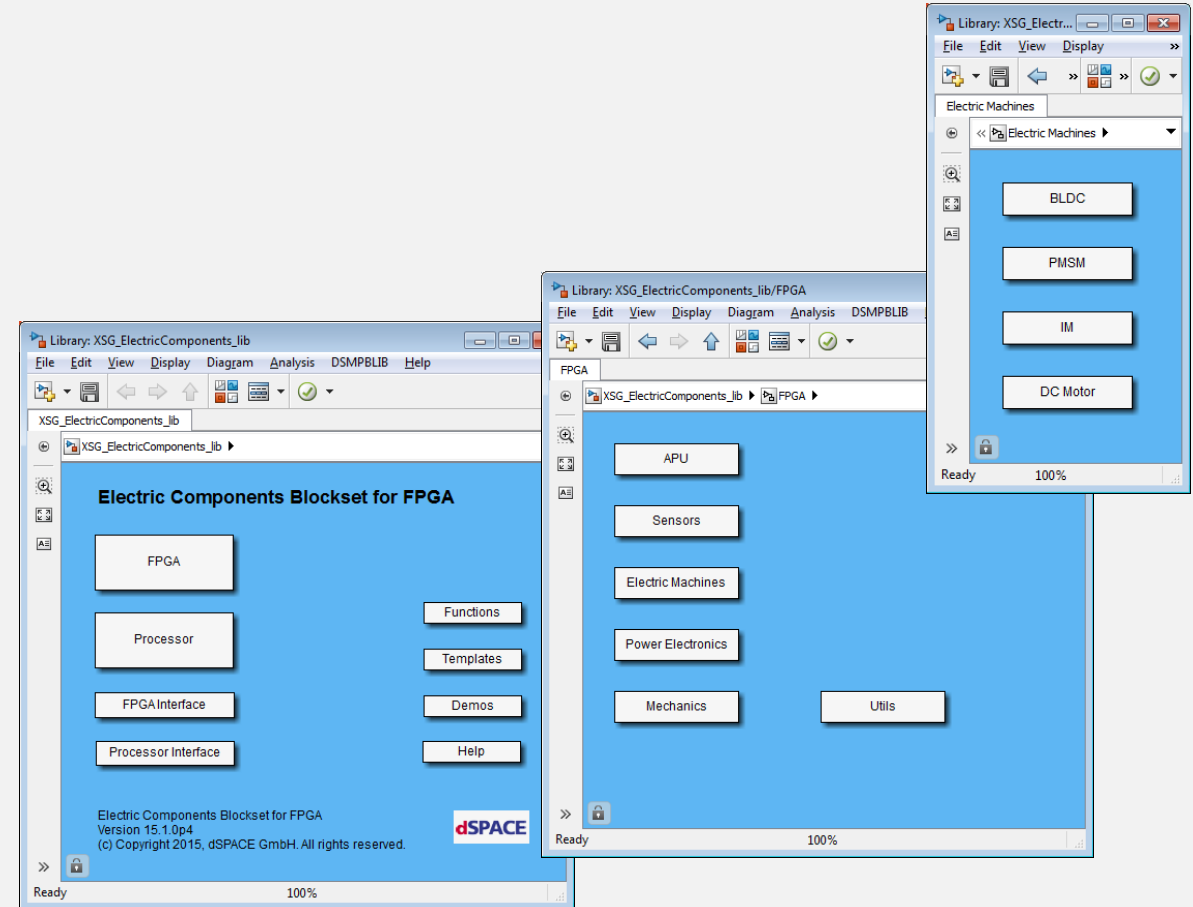 Library: XSG_Electr...
File Edit View Display »
Electric Machines
Electric Machines
BLDC
PMSM
IM
DC Motor
Ready 100%
Library: XSG_ElectricComponents_lib/FPGA
File Edit View Display Diagram Analysis DSMPBLIB
FPGA
XSG_ElectricComponents_lib FPGA
APU
Sensors
Electric Machines
Power Electronics
Mechanics Utils
Ready 100%
Library: XSG_ElectricComponents_lib
File Edit View Display Diagram Analysis DSMPBLIB Help
XSG_ElectricComponents_lib
XSG_ElectricComponents_lib
Electric Components Blockset for FPGA
FPGA
Functions
Processor
Templates
FPGA Interface Demos
Processor Interface Help
Electric Components Blockset for FPGA
Version 15.1.0p4
(c) Copyright 2015, dSPACE GmbH. All rights reserved.
dSPACE
Ready 100%